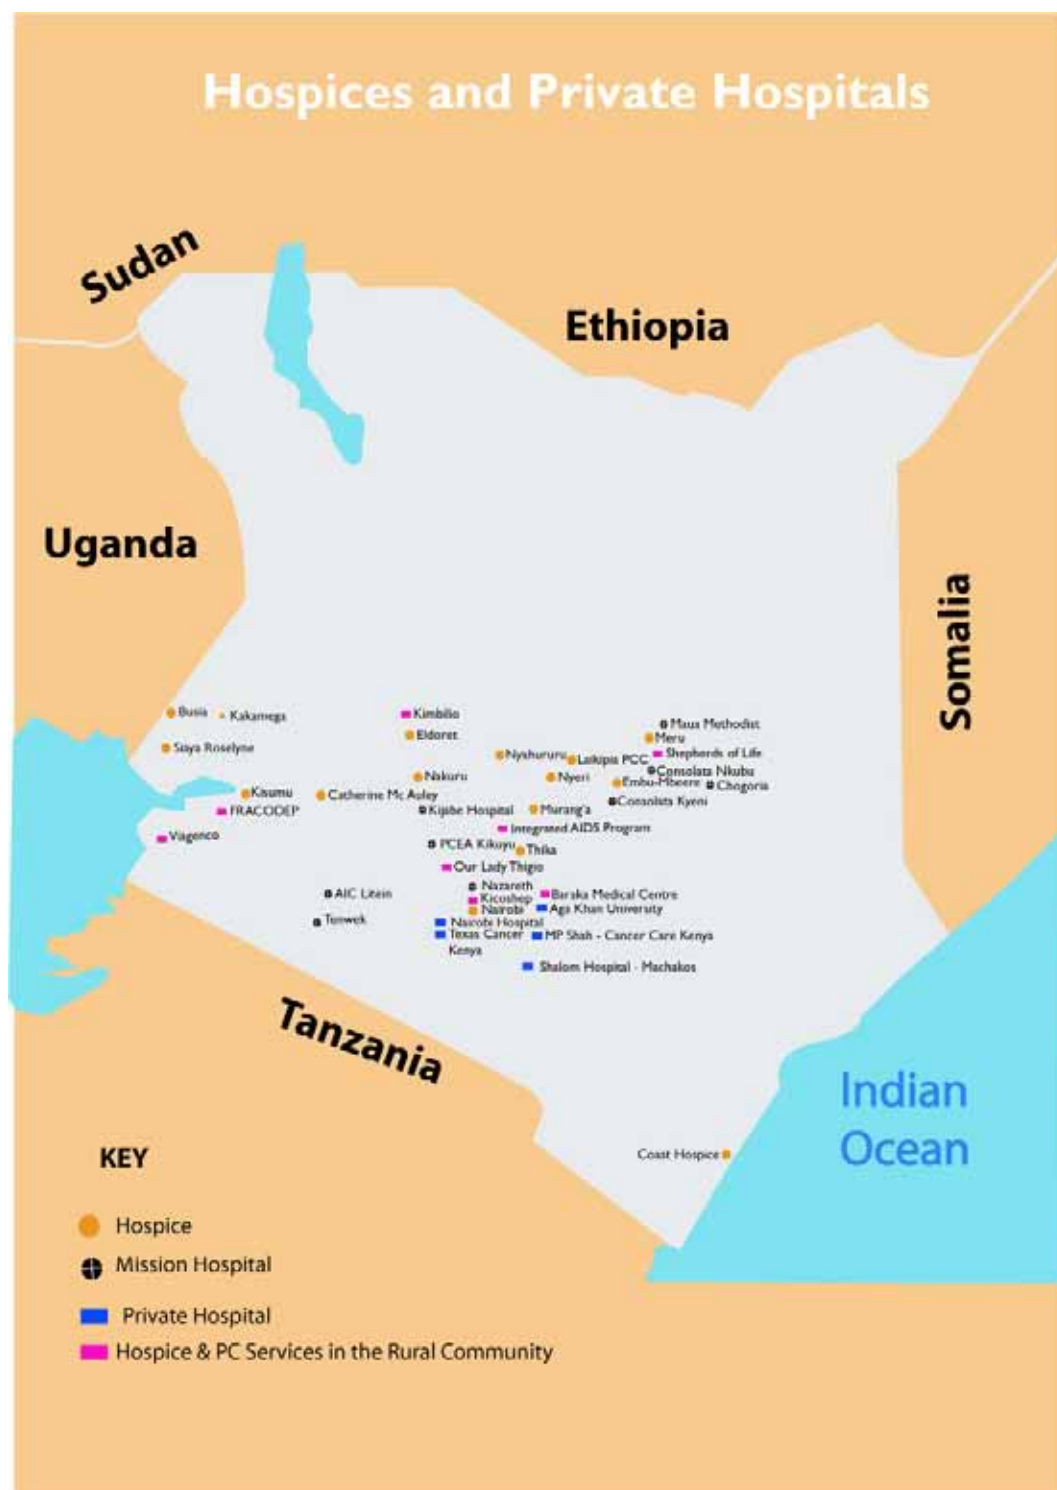 Hospices and Private Hospitals
Sudan
Ethiopia
Uganda
Somalia
Busia
Kakamega
Kimbilio
Maua Methodist
Eldoret
Meru
Siaya Roselyne
Nyahururu
Laikipia PCC
Shepherds of Life
Nakuru
Nyeri
Consolata Nkubu
Embu-Mbeere
Chogoria
Kisumu
Catherine Mc Auley
Consolata Kyeni
FRACODEP
Kijabe Hospital
Murang'a
Integrated AIDS Program
Viagenco
PCEA Kikuyu
Thika
Our Lady Thigio
Nazareth
AIC Litein
Kicoshep
Baraka Medical Centre
Nairobi
Aga Khan University
Tenwek
Nairobi Hospital
Texas Cancer
Kenya
MP Shah - Cancer Care Kenya
Shalom Hospital - Machakos
Tanzania
Indian
Ocean
Coast Hospice
KEY
Hospice
Mission Hospital
Private Hospital
Hospice & PC Services in the Rural Community